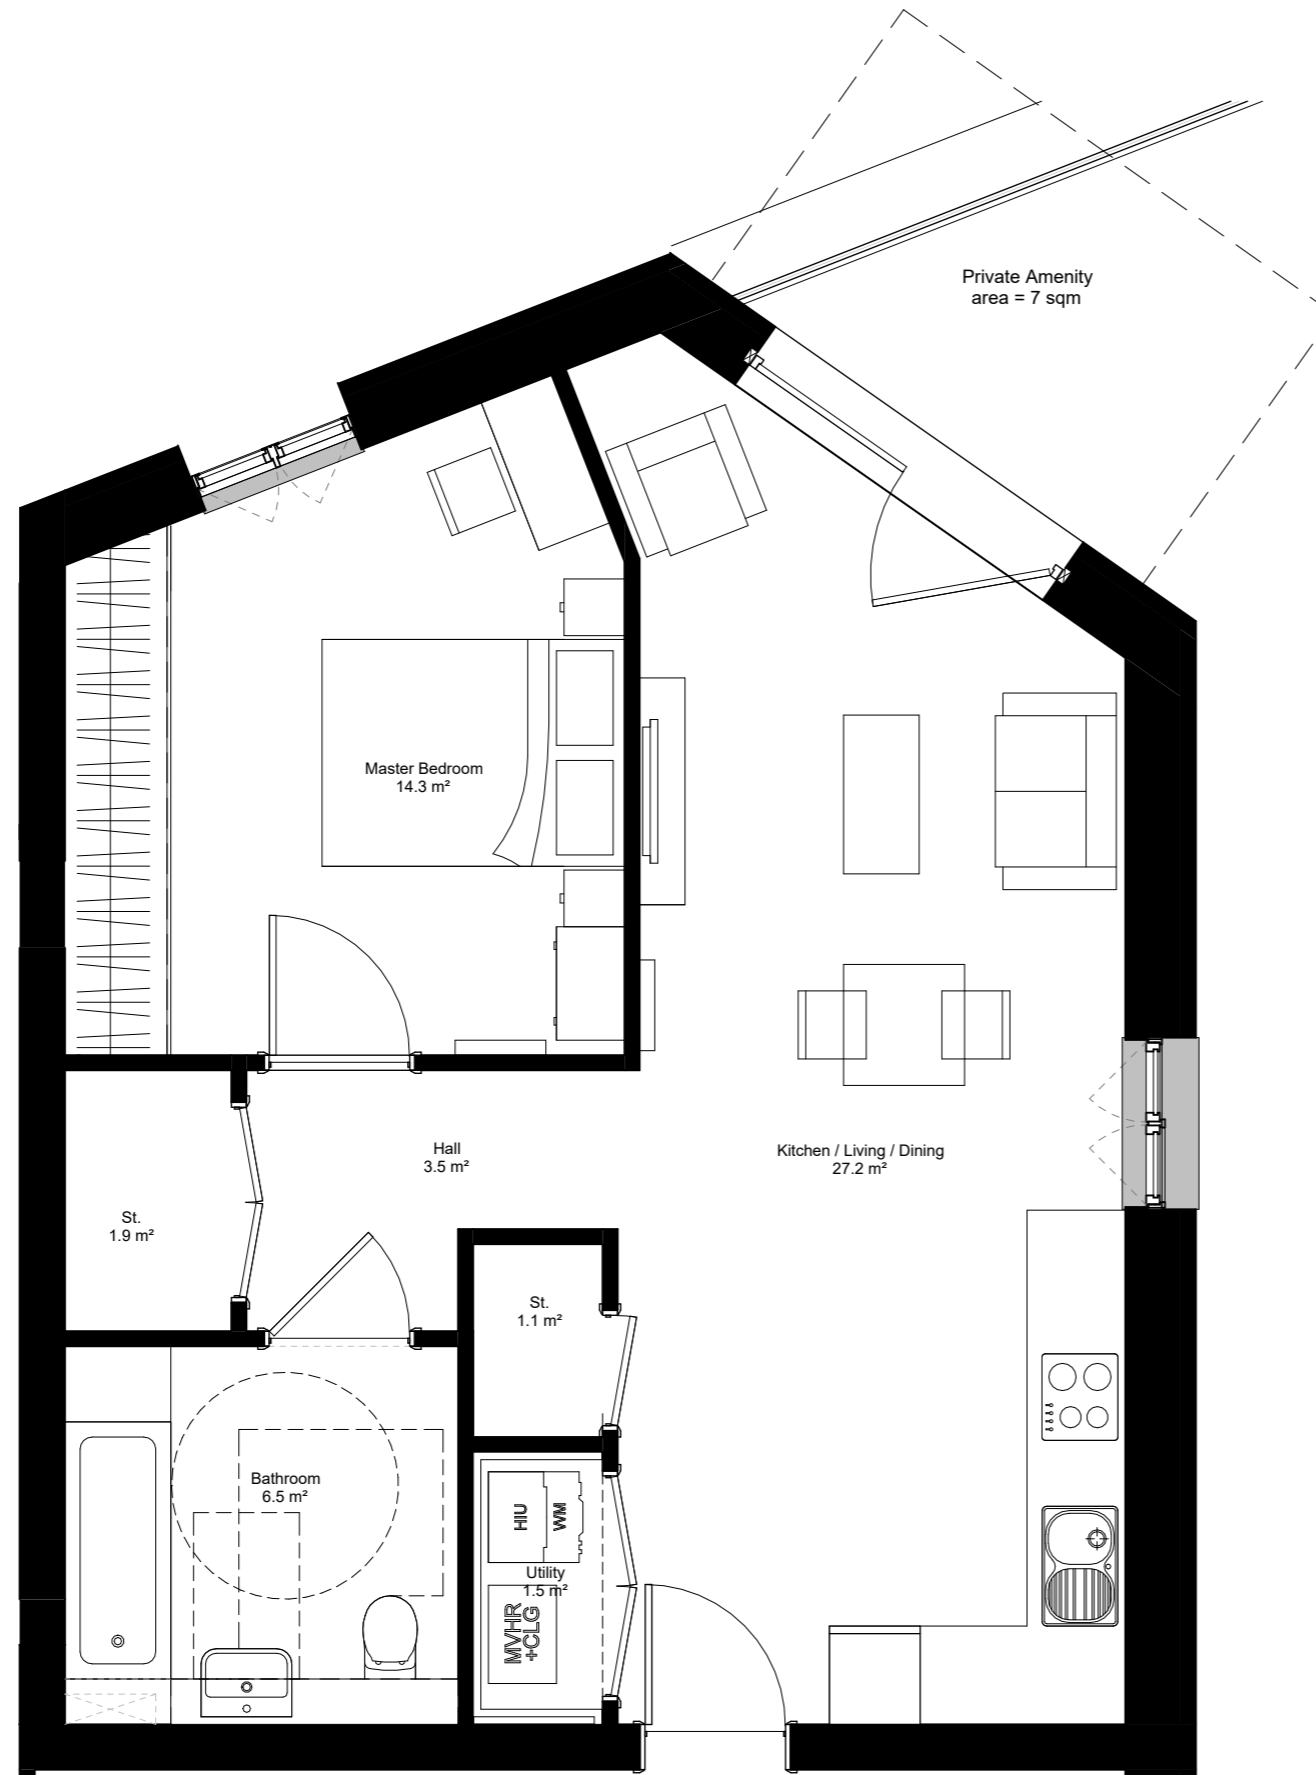 Private Amenity
area = 7 sqm
Master Bedroom
14.3 m²
Hall
3.5 m²
Kitchen / Living / Dining
27.2 m²
St.
1.9 m²
St.
1.1 m²
Bathroom
6.5 m²
HIU
WM
Utility
1.5 m²
MVHR
+CLG